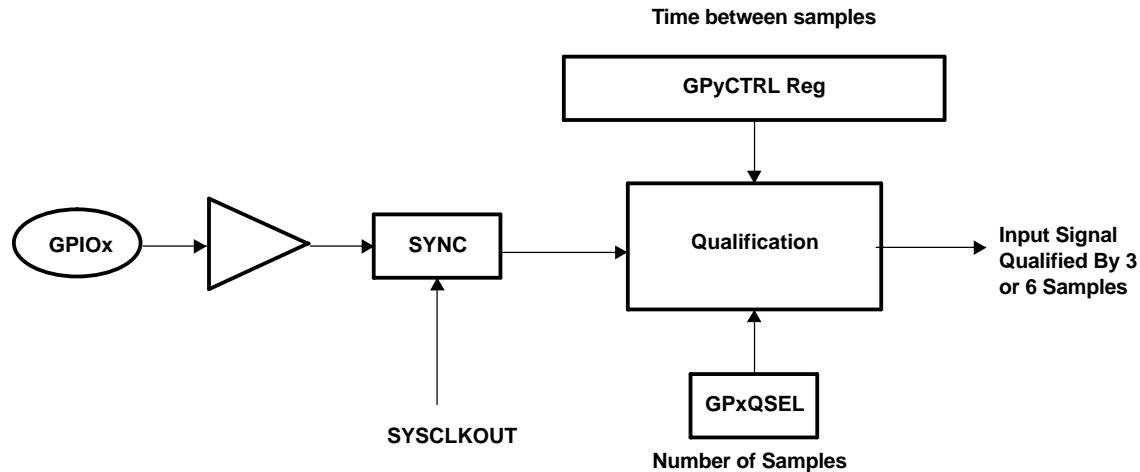 Time between samples
GPyCTRL Reg
GPIOx
SYNC
Qualification
Input Signal
Qualified By 3
or 6 Samples
GPxQSEL
SYSCLKOUT
Number of Samples